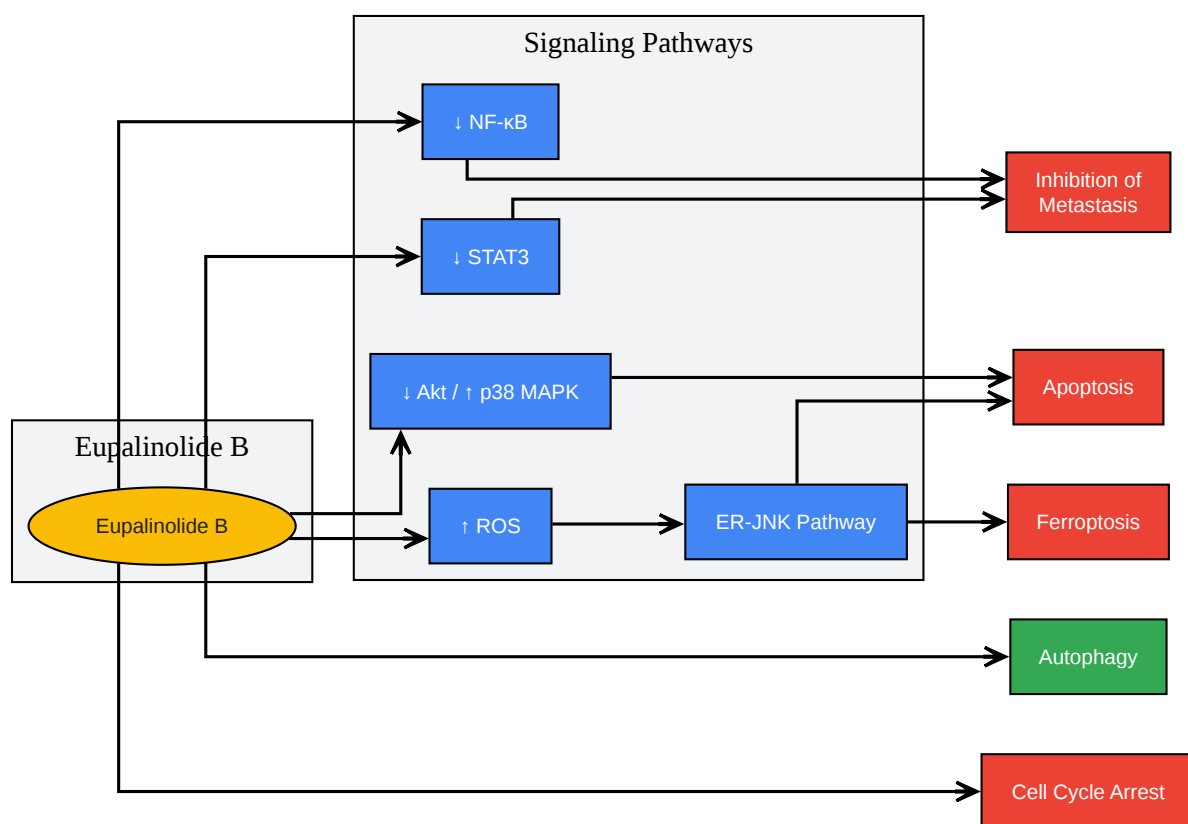 Signaling Pathways
↓ NF-κB
Inhibition of
Metastasis
↓ STAT3
↓ Akt / ↑ p38 MAPK
Apoptosis
Eupalinolide B
Eupalinolide B
↑ ROS
ER-JNK Pathway
Ferroptosis
Autophagy
Cell Cycle Arrest